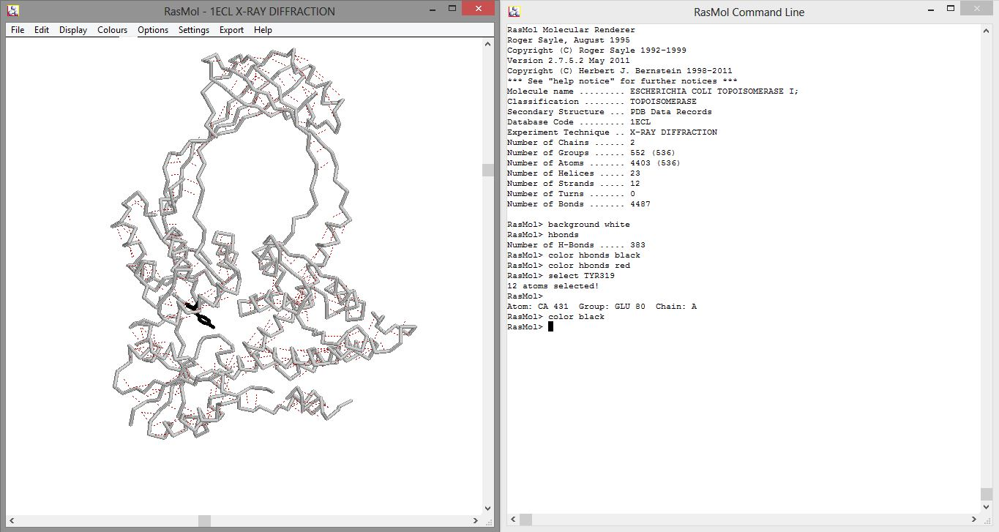 RasMol - 1ECL X-RAY DIFFRACTION
File Edit Display Colours Options Settings Export Help
RasMol Command Line
RasMol Molecular Renderer
Roger Sayle, August 1995
Copyright (C) Roger Sayle 1992-1999
Version 2.7.5.2 May 2011
Copyright (C) Herbert J. Bernstein 1998-2011
*** See "help notice" for further notices ***
Molecule name ......... ESCHERICHIA COLI TOPOISOMERASE I;
Classification ........ TOPOISOMERASE
Secondary Structure ... PDB Data Records
Database Code ......... 1ECL
Experiment Technique .. X-RAY DIFFRACTION
Number of Chains ...... 2
Number of Groups ...... 552 (536)
Number of Atoms ....... 4403 (536)
Number of Helices ..... 23
Number of Strands ..... 12
Number of Turns ....... 0
Number of Bonds ....... 4487
RasMol> background white
RasMol> hbonds
Number of H-Bonds ..... 383
RasMol> color hbonds black
RasMol> color hbonds red
RasMol> select TYR319
12 atoms selected!
RasMol>
Atom: CA 431  Group: GLU 80  Chain: A
RasMol> color black
RasMol>